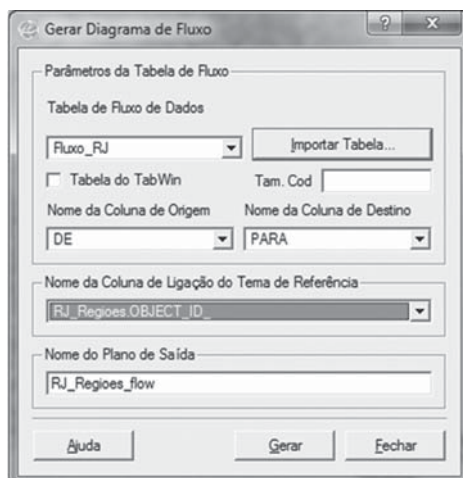 Gerar Diagrama de Fluxo
Parâmetros da Tabela de Fluxo
Tabela de Fluxo de Dados
Fluxo_RJ
Importar Tabela...
Tabela do TabWin
Tam. Cod
Nome da Coluna de Origem
Nome da Coluna de Destino
DE
PARA
Nome da Coluna de Ligação do Tema de Referência
RJ_Regioes.OBJECT_ID_
Nome do Plano de Saída
RJ_Regioes_flow
Ajuda
Gerar
Fechar